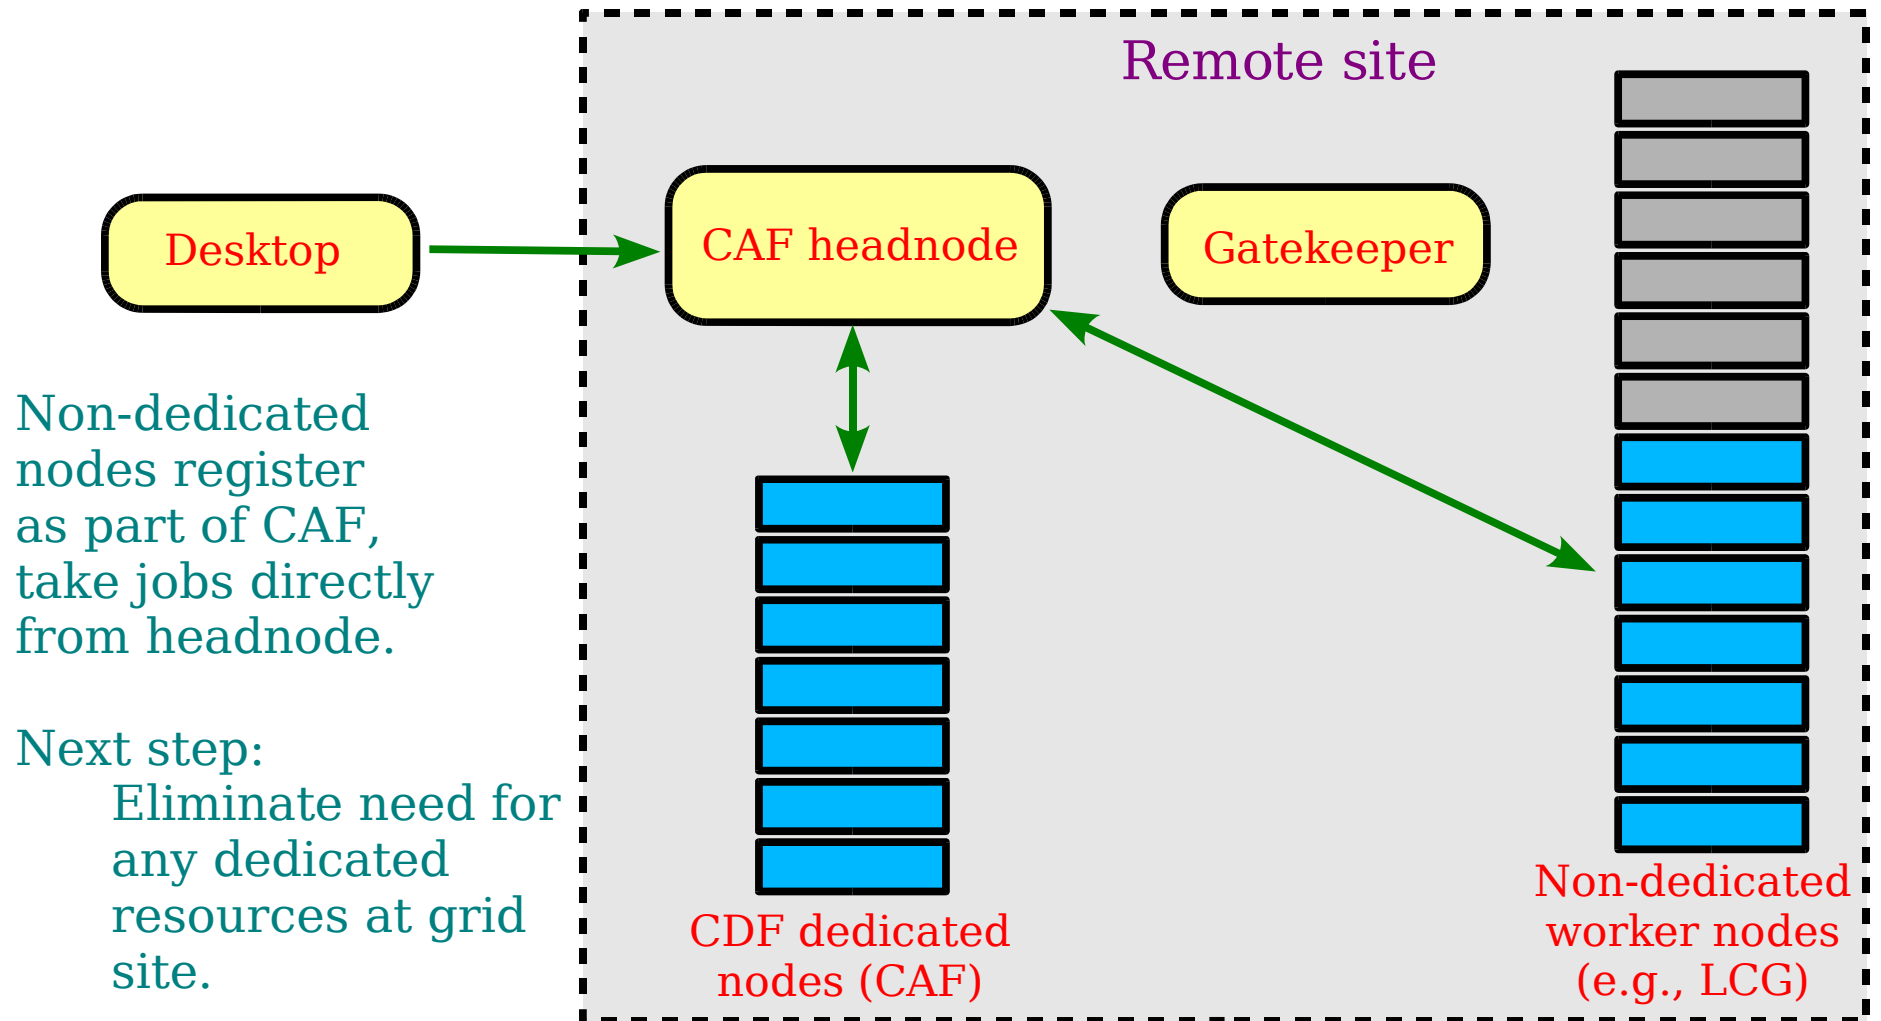 Remote site
Desktop
CAF headnode
Gatekeeper
Non-dedicated
nodes register
as part of CAF,
take jobs directly
from headnode.
Next step:
Eliminate need for
any dedicated
resources at grid
site.
CDF dedicated
nodes (CAF)
Non-dedicated
worker nodes
(e.g., LCG)